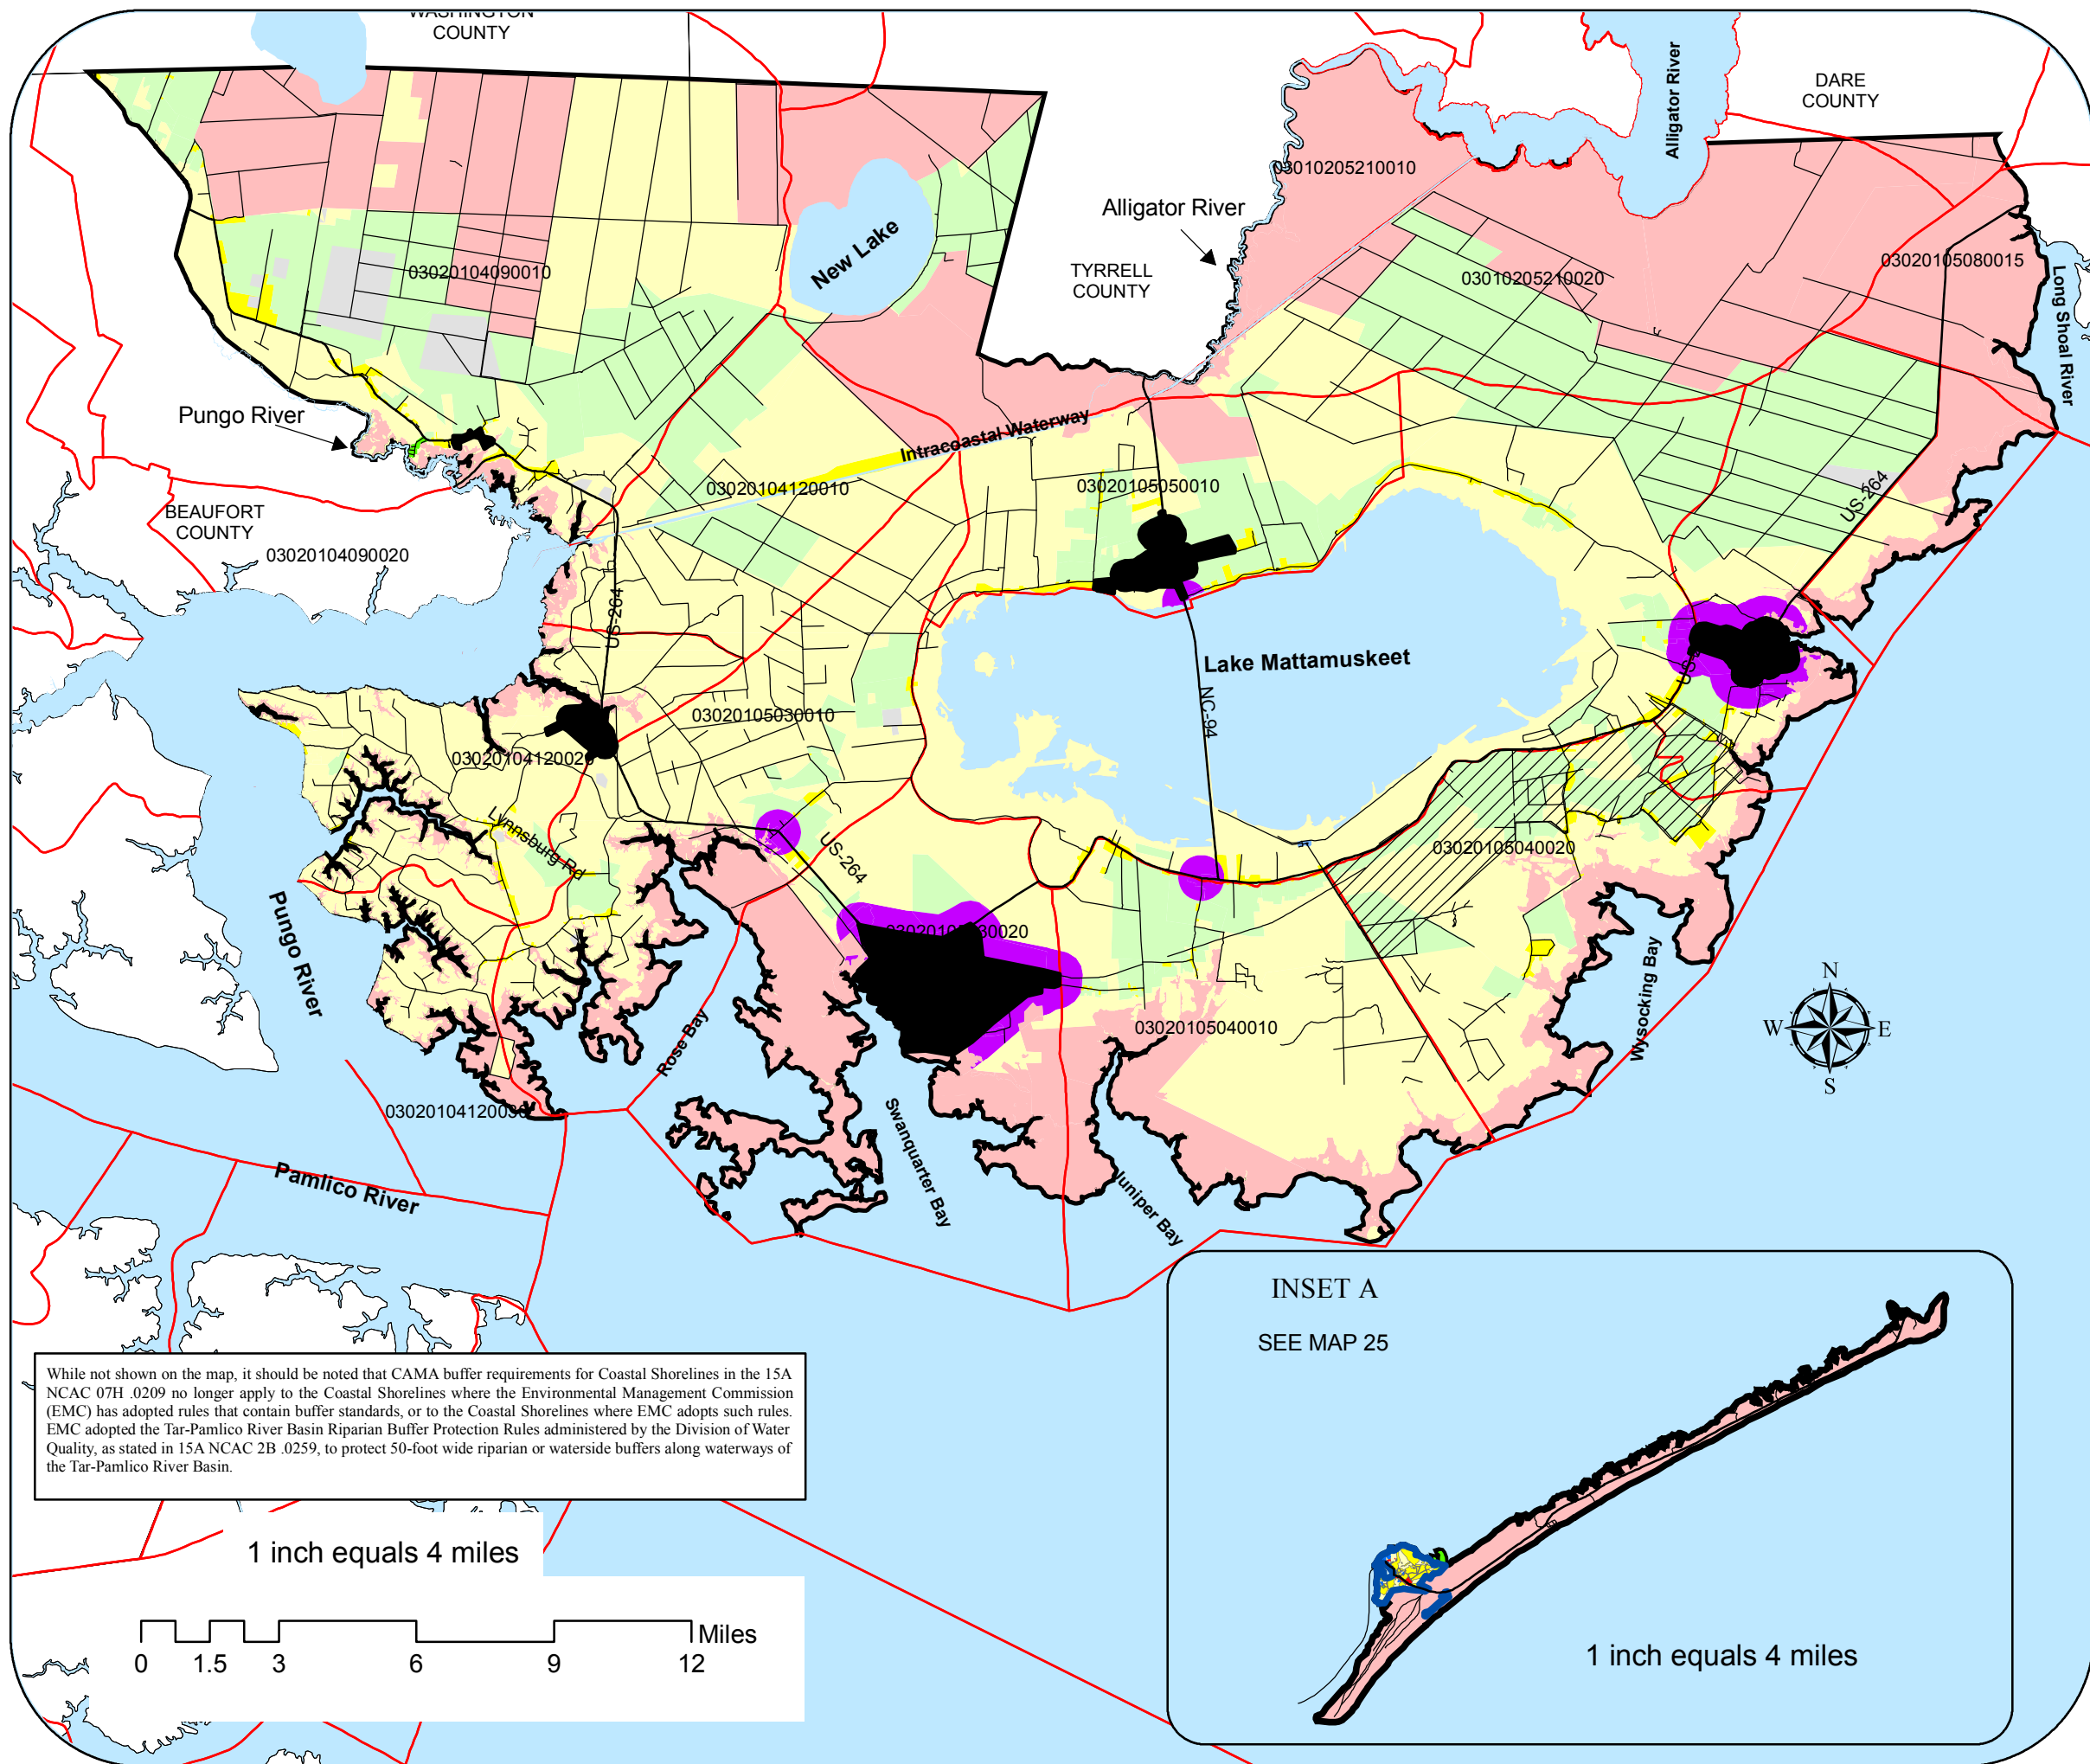 WASHINGTON
COUNTY
Alligator River
DARE
COUNTY
03010205210010
Alligator River
New Lake
TYRRELL
COUNTY
03020104090010
03010205210020
03020105080015
Long Shoal River
Pungo River
Intracoastal Waterway
03020104120010
03020105050010
US-264
BEAUFORT
COUNTY
03020104090020
US-264
Lake Mattamuskeet
NC-94
03020105030010
03020104120020
Lynnsburg Rd
US-264
03020105040020
Pungo River
Rose Bay
03020105040010
Wysocking Bay
N
W
E
S
03020104120030
Swanquarter Bay
Juniper Bay
Pamlico River
INSET A
SEE MAP 25
While not shown on the map, it should be noted that CAMA buffer requirements for Coastal Shorelines in the 15A
NCAC 07H .0209 no longer apply to the Coastal Shorelines where the Environmental Management Commission
(EMC) has adopted rules that contain buffer standards, or to the Coastal Shorelines where EMC adopts such rules.
EMC adopted the Tar-Pamlico River Basin Riparian Buffer Protection Rules administered by the Division of Water
Quality, as stated in 15A NCAC 2B .0259, to protect 50-foot wide riparian or waterside buffers along waterways of
the Tar-Pamlico River Basin.
1 inch equals 4 miles
Miles
0 1.5 3 6 9 12
1 inch equals 4 miles